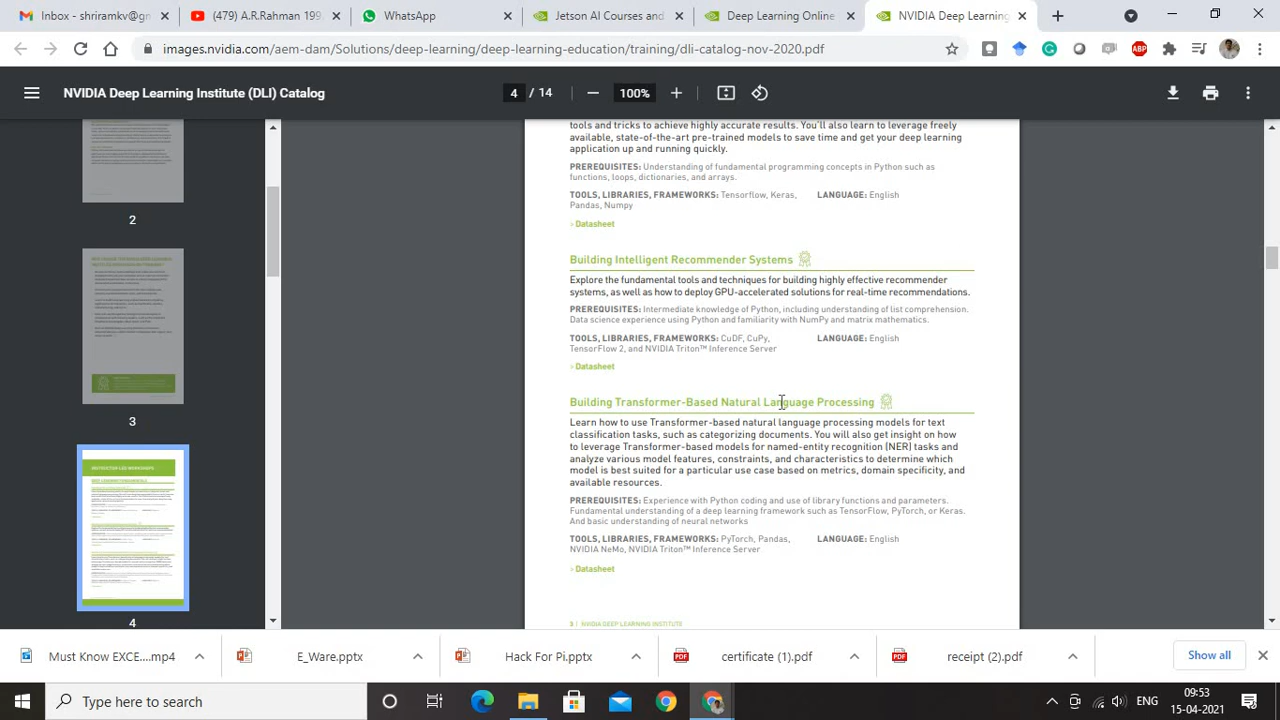 Inbox - shriramkv@gn
(479) A.R.Rahman 199
WhatsApp
Jetson AI Courses and
Deep Learning Online
NVIDIA Deep Learning
images.nvidia.com/aem-dam/Solutions/deep-learning/deep-learning-education/training/dli-catalog-nov-2020.pdf
ABP
NVIDIA Deep Learning Institute (DLI) Catalog
4 / 14
100%
2
3
INSTRUCTOR-LED WORKSHOPS
4
tools and tricks to achieve highly accurate results. You'll also learn to leverage freely
available, state-of-the-art pre-trained models to save time and get your deep learning
application up and running quickly.
PREREQUISITES: Understanding of fundamental programming concepts in Python such as
functions, loops, dictionaries, and arrays.
TOOLS, LIBRARIES, FRAMEWORKS: Tensorflow, Keras,
Pandas, Numpy
LANGUAGE: English
> Datasheet
Building Intelligent Recommender Systems
Explore the fundamental tools and techniques for building highly effective recommender
systems, as well as how to deploy GPU-accelerated solutions for real-time recommendations.
PREREQUISITES: Intermediate knowledge of Python, including understanding of list comprehension.
Data science experience using Python and familiarity with NumPy and matrix mathematics.
TOOLS, LIBRARIES, FRAMEWORKS: CuDF, CuPy,
TensorFlow 2, and NVIDIA Triton™ Inference Server
LANGUAGE: English
> Datasheet
Building Transformer-Based Natural Language Processing
Learn how to use Transformer-based natural language processing models for text
classification tasks, such as categorizing documents. You will also get insight on how
to leverage Transformer-based models for named-entity recognition (NER) tasks and
analyze various model features, constraints, and characteristics to determine which
model is best suited for a particular use case based on metrics, domain specificity, and
available resources.
PREREQUISITES: Experience with Python coding and use of library functions and parameters.
Fundamental understanding of a deep learning framework such as TensorFlow, PyTorch, or Keras.
And basic understanding of neural networks
TOOLS, LIBRARIES, FRAMEWORKS: PyTorch, Pandas,
NVIDIA NeMo, NVIDIA Triton™ Inference Server
LANGUAGE: English
> Datasheet
3 | NVIDIA DEEP LEARNING INSTITUTE
Must Know EXCE....mp4
E_Ware.pptx
Hack For Pi.pptx
certificate (1).pdf
receipt (2).pdf
Show all
Type here to search
ENG
09:53
15-04-2021